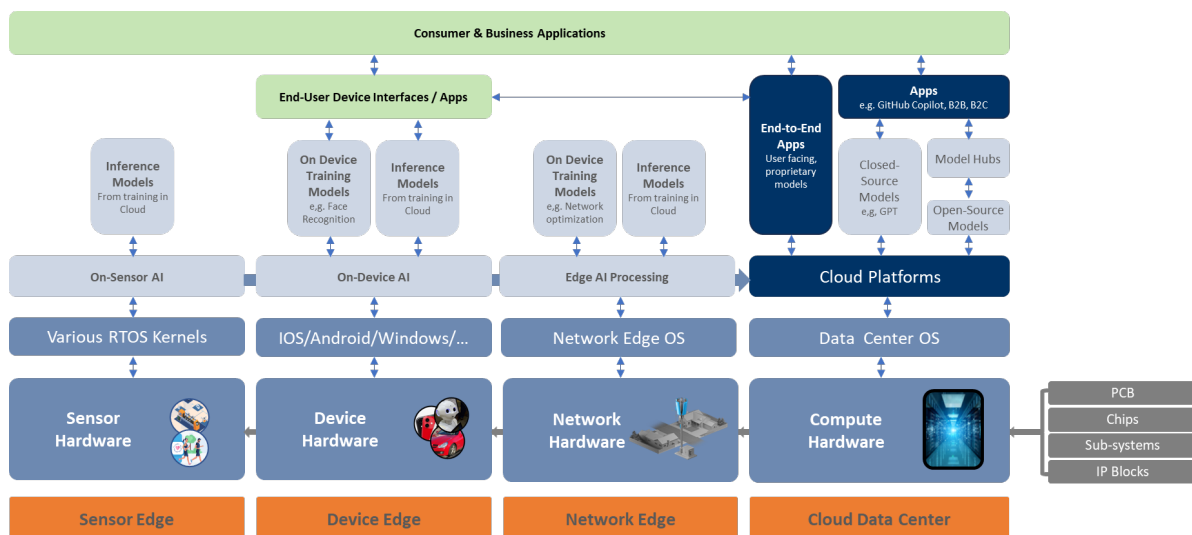 Consumer & Business Applications
End-User Device Interfaces / Apps
End-to-End
Apps
User facing,
proprietary
models
Apps
e.g. GitHub Copilot, B2B, B2C
Inference
Models
From training in
Cloud
On Device
Training
Models
e,g. Face
Recognition
Inference
Models
From training in
Cloud
On Device
Training
Models
e,g. Network
optimization
Inference
Models
From training in
Cloud
Closed-
Source
Models
e,g, GPT
Model Hubs
Open-Source
Models
On-Sensor AI
On-Device AI
Edge AI Processing
Cloud Platforms
Various RTOS Kernels
IOS/Android/Windows/...
Network Edge OS
Data Center OS
Sensor
Hardware
Device
Hardware
Network
Hardware
Compute
Hardware
PCB
Chips
Sub-systems
IP Blocks
Sensor Edge
Device Edge
Network Edge
Cloud Data Center